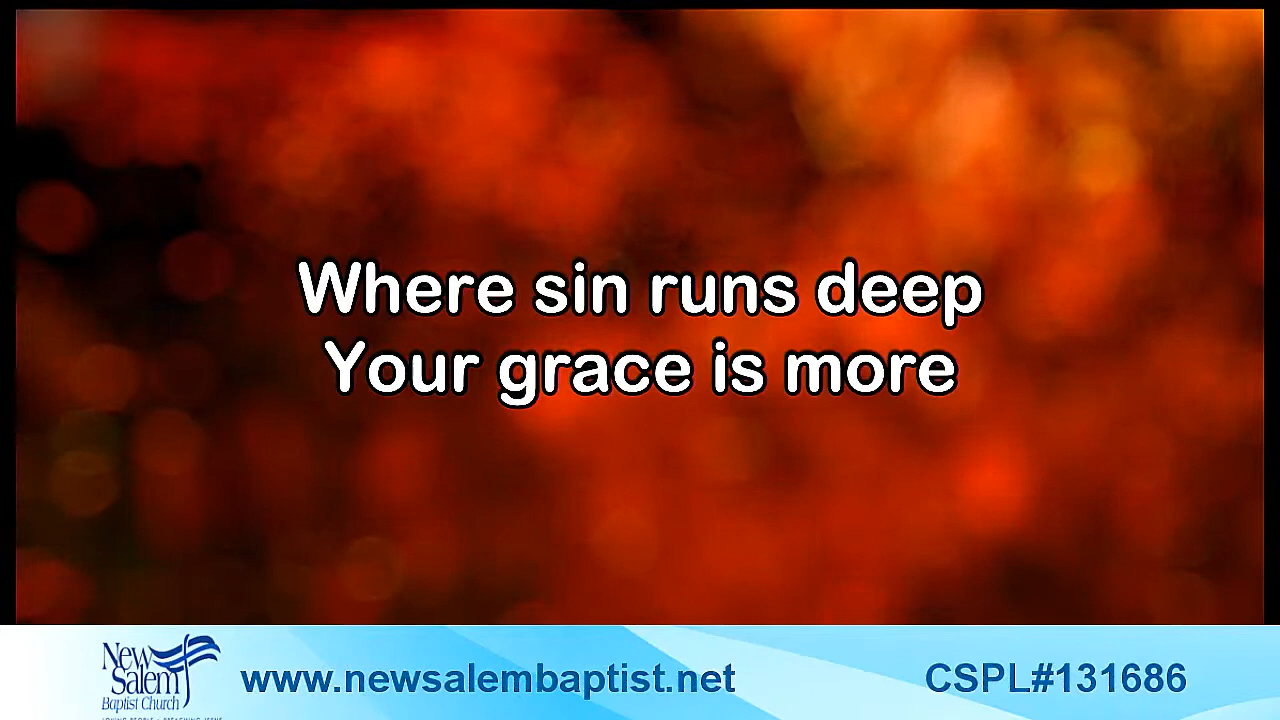 Where sin runs deep
Your grace is more
New
Salem
Baptist Church
www.newsalembaptist.net
CSPL#131686